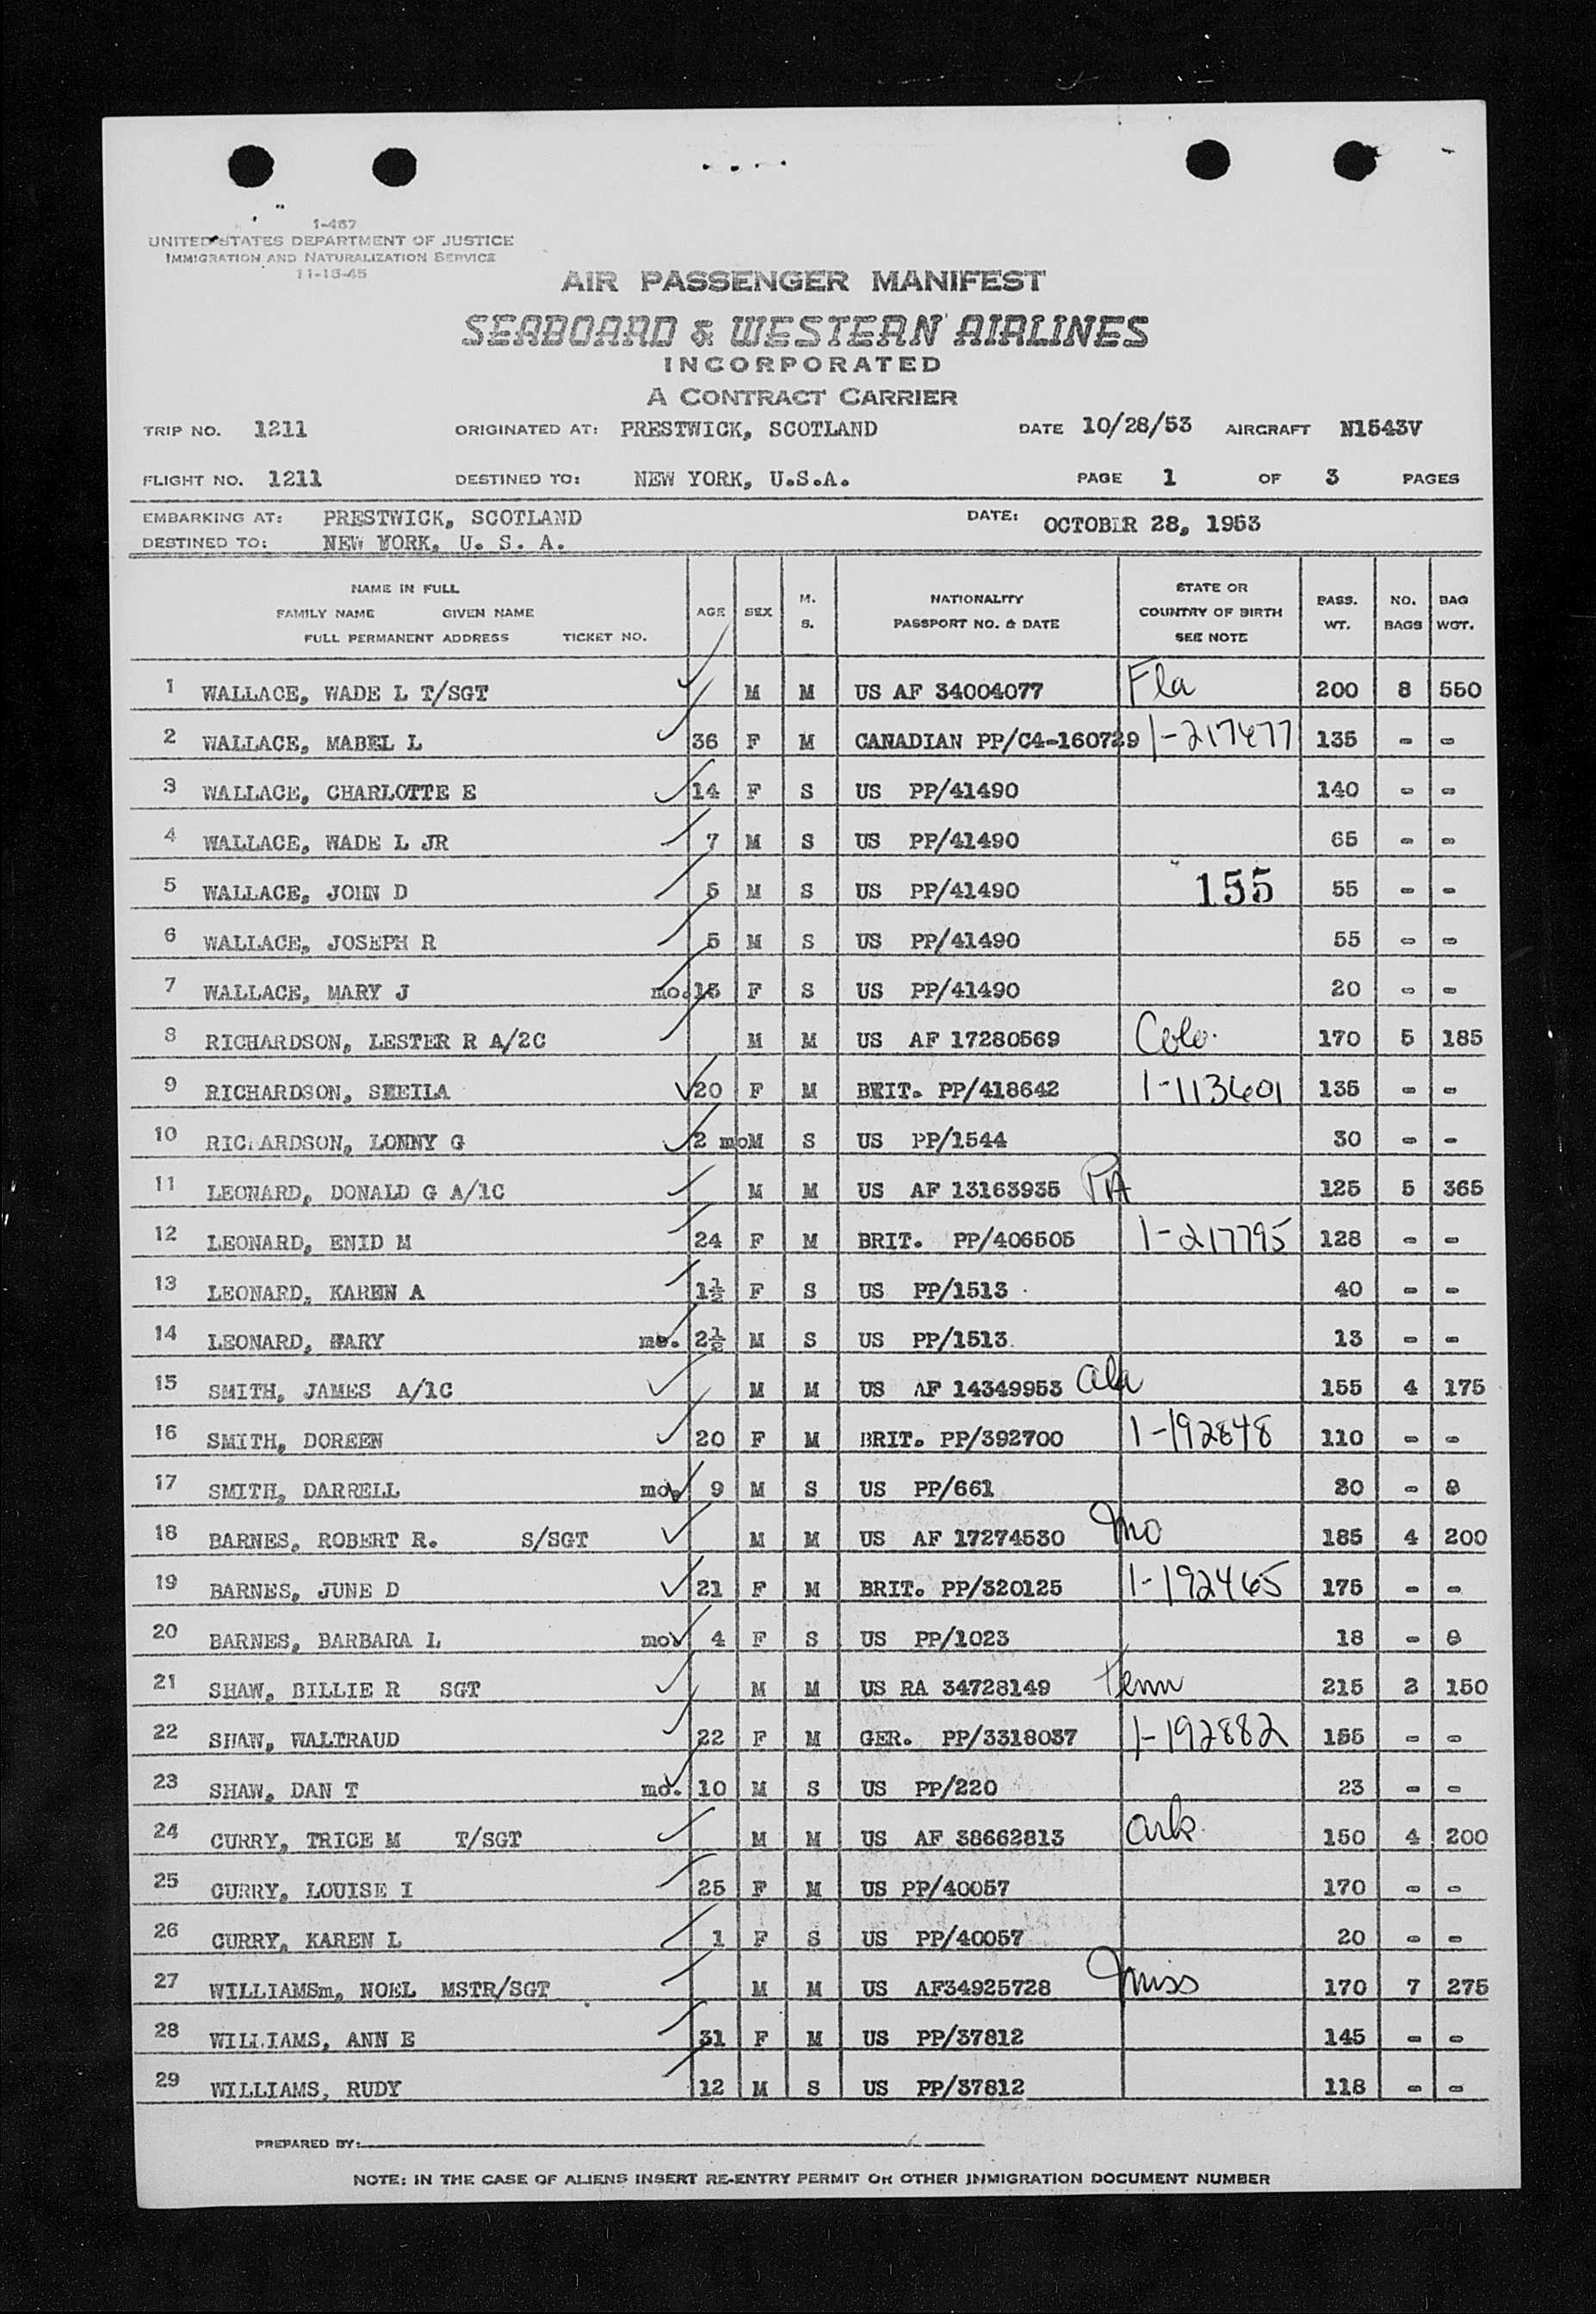 1-467
UNITED STATES DEPARTMENT OF JUSTICE
IMMIGRATION AND NATURALIZATION SERVICE
11-15-45
AIR PASSENGER MANIFEST
SEABOARD & WESTERN AIRLINES
INCORPORATED
A CONTRACT CARRIER
TRIP NO. 1211 ORIGINATED AT: PRESTWICK, SCOTLAND DATE 10/28/53 AIRCRAFT N1543V
FLIGHT NO. 1211 DESTINED TO: NEW YORK, U.S.A. PAGE 1 OF 3 PAGES
EMBARKING AT: PRESTWICK, SCOTLAND DATE: OCTOBER 28, 1953
DESTINED TO: NEW YORK, U. S. A.
NAME IN FULL
FAMILY NAME GIVEN NAME
FULL PERMANENT ADDRESS TICKET NO. AGE SEX M. S. NATIONALITY PASSPORT NO. & DATE STATE OR COUNTRY OF BIRTH SEE NOTE PASS. WT. NO. BAGS BAG WGT.
1 WALLACE, WADE L T/SGT M M US AF 34004077 Fla 200 8 550
2 WALLACE, MABEL L 36 F M CANADIAN PP/C4-160729 1-217477 135 - -
3 WALLACE, CHARLOTTE E 14 F S US PP/41490 140 - -
4 WALLACE, WADE L JR 7 M S US PP/41490 65 - -
5 WALLACE, JOHN D 5 M S US PP/41490 155 55 - -
6 WALLACE, JOSEPH R 5 M S US PP/41490 55 - -
7 WALLACE, MARY J mo. 15 F S US PP/41490 20 - -
8 RICHARDSON, LESTER R A/2C M M US AF 17280569 Colo. 170 5 185
9 RICHARDSON, SHEILA 20 F M BRIT. PP/418642 1-113601 135 - -
10 RICHARDSON, LONNY G 2 mo M S US PP/1544 30 - -
11 LEONARD, DONALD G A/1C M M US AF 13163935 PA 125 5 365
12 LEONARD, ENID M 24 F M BRIT. PP/406505 1-217795 128 - -
13 LEONARD, KAREN A 1½ F S US PP/1513 40 - -
14 LEONARD, GARY mo. 2½ M S US PP/1513. 13 - -
15 SMITH, JAMES A/1C M M US AF 14349953 Ala 155 4 175
16 SMITH, DOREEN 20 F M BRIT. PP/392700 1-192848 110 - -
17 SMITH, DARRELL mo. 9 M S US PP/661 20 - -
18 BARNES, ROBERT R. S/SGT M M US AF 17274530 Mo 185 4 200
19 BARNES, JUNE D 21 F M BRIT. PP/320125 1-192465 175 - -
20 BARNES, BARBARA L mo. 4 F S US PP/1023 18 - -
21 SHAW, BILLIE R SGT M M US RA 34728149 Tenn 215 2 150
22 SHAW, WALTRAUD 22 F M GER. PP/3318037 1-192882 155 - -
23 SHAW, DAN T mo. 10 M S US PP/220 23 - -
24 CURRY, TRICE M T/SGT M M US AF 38662813 Ark. 150 4 200
25 CURRY, LOUISE I 25 F M US PP/40057 170 - -
26 CURRY, KAREN L 1 F S US PP/40057 20 - -
27 WILLIAMSm, NOEL MSTR/SGT M M US AF34925728 Miss 170 7 275
28 WILLIAMS, ANN E 31 F M US PP/37812 145 - -
29 WILLIAMS, RUDY 12 M S US PP/37812 118 - -
PREPARED BY:
NOTE: IN THE CASE OF ALIENS INSERT RE-ENTRY PERMIT OR OTHER IMMIGRATION DOCUMENT NUMBER